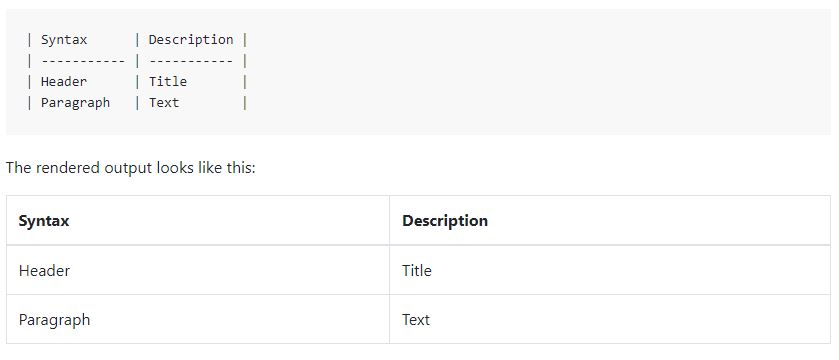 | Syntax      | Description |
| ----------- | ----------- |
| Header      | Title       |
| Paragraph   | Text        |
The rendered output looks like this:
Syntax Description
Header Title
Paragraph Text